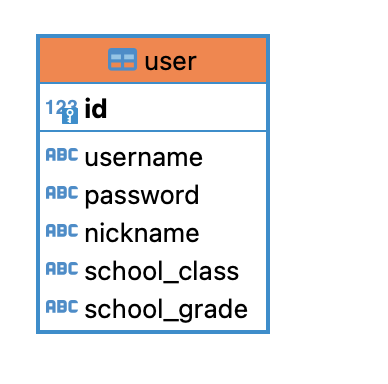 user
123 id
ABC username
ABC password
ABC nickname
ABC school_class
ABC school_grade